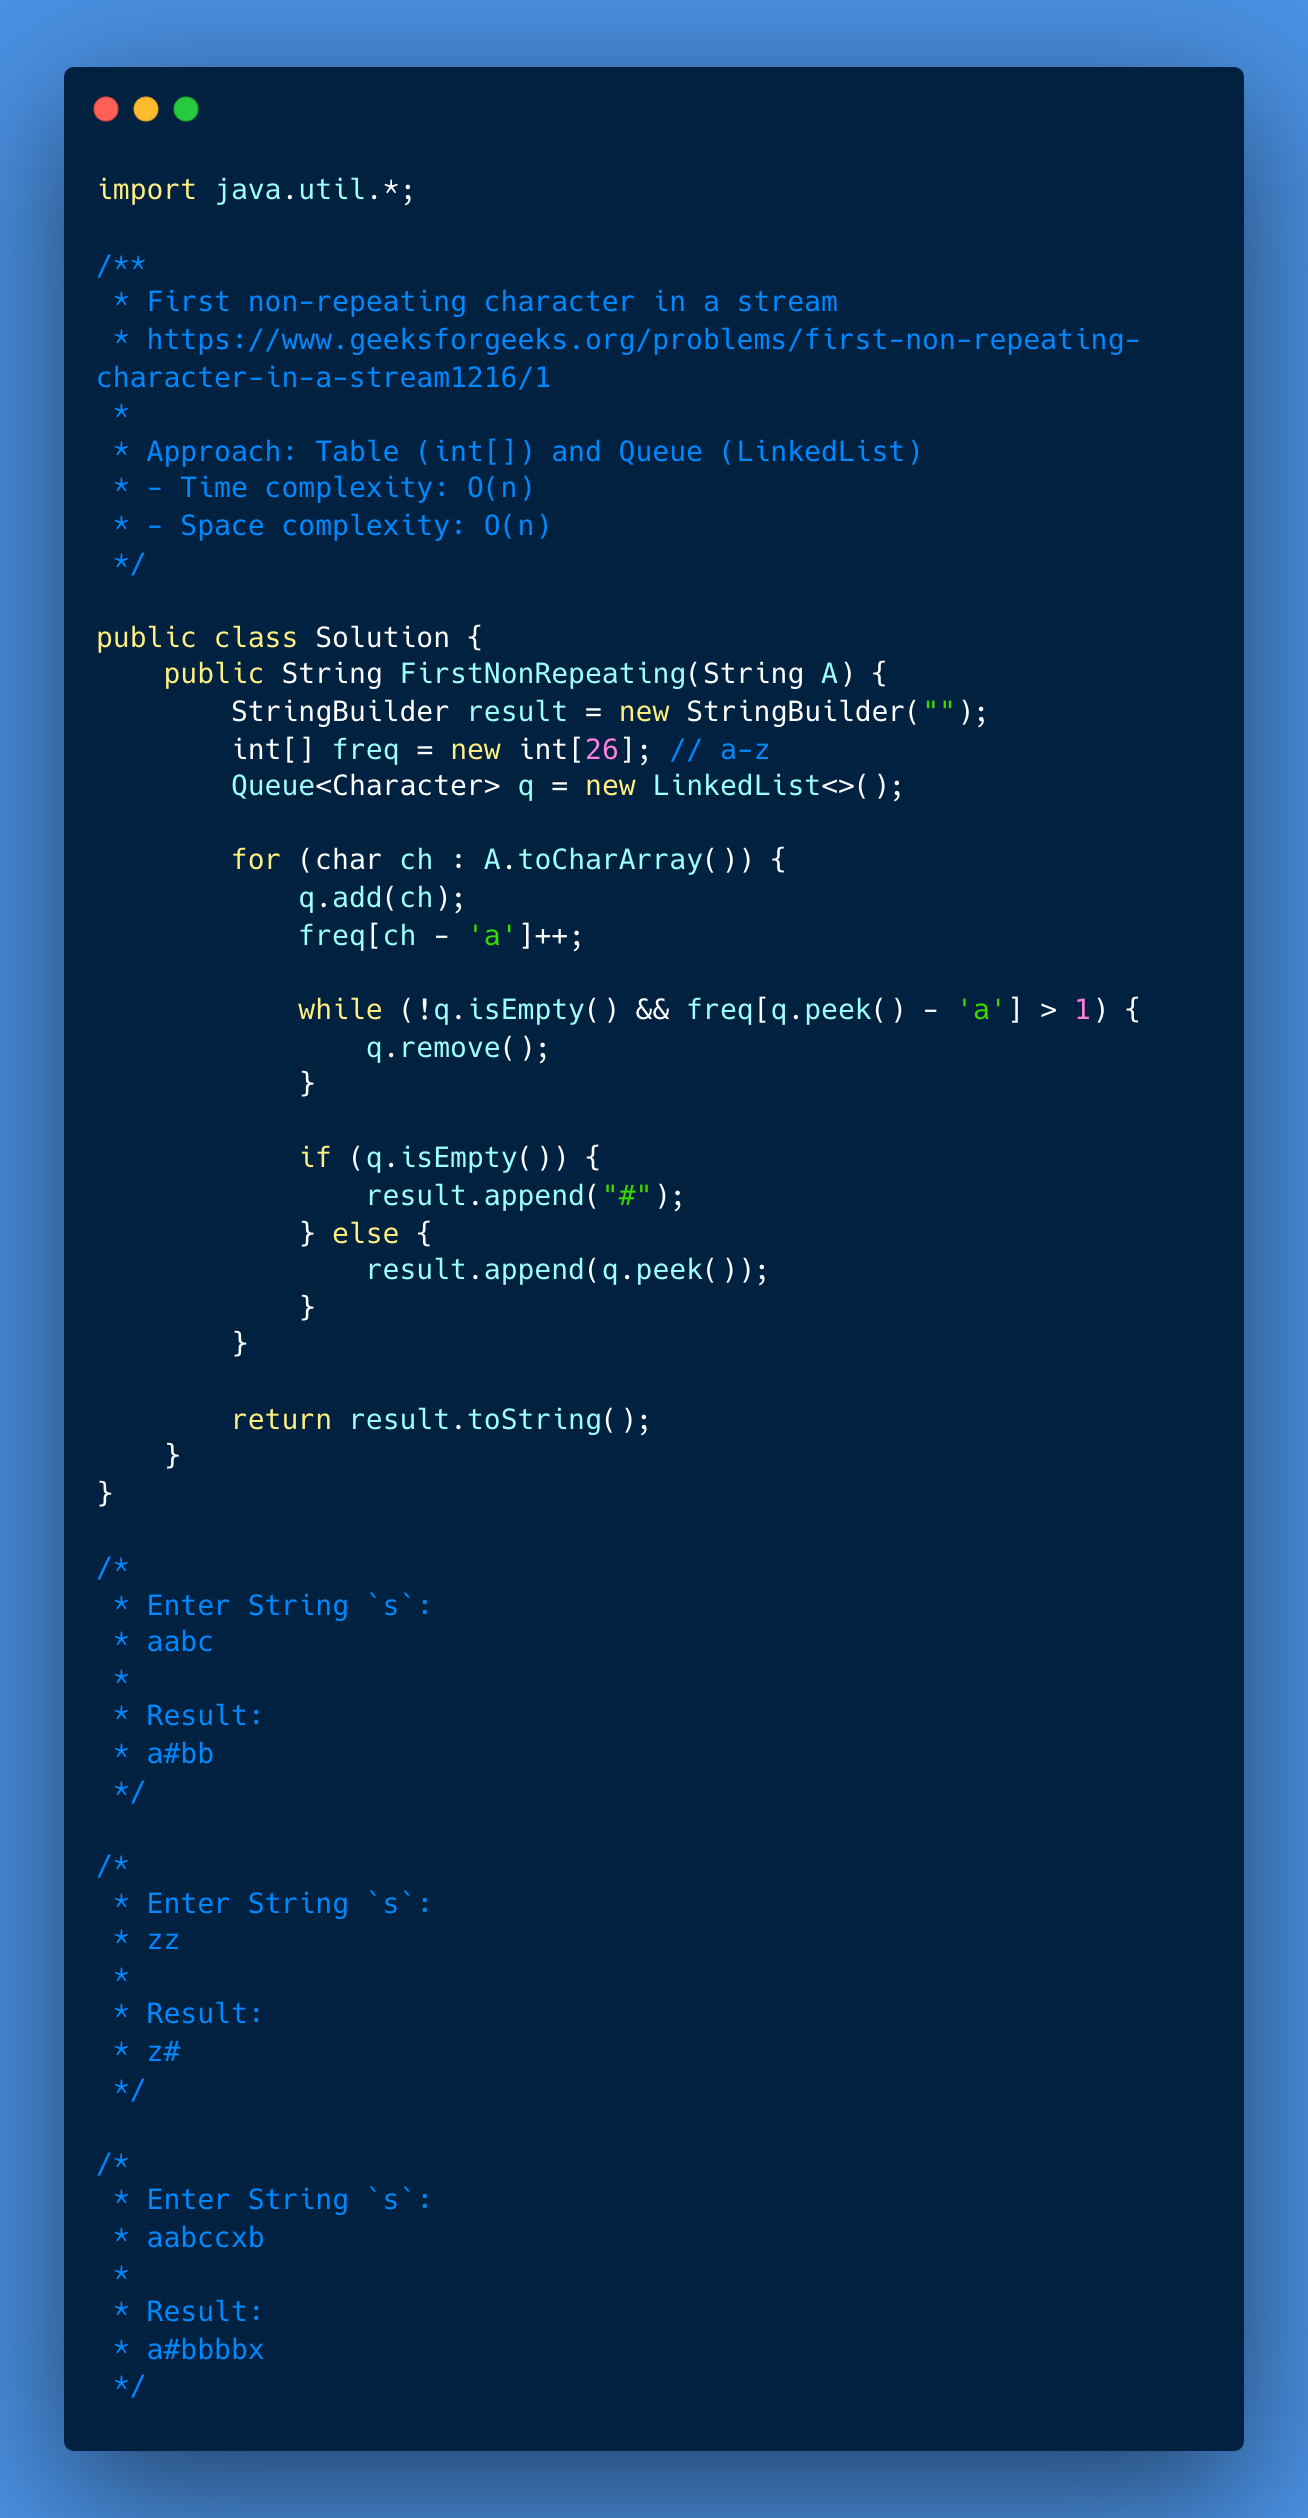 import java.util.*;

/**
 * First non-repeating character in a stream
 * https://www.geeksforgeeks.org/problems/first-non-repeating-
character-in-a-stream1216/1
 *
 * Approach: Table (int[]) and Queue (LinkedList)
 * - Time complexity: O(n)
 * - Space complexity: O(n)
 */

public class Solution {
    public String FirstNonRepeating(String A) {
        StringBuilder result = new StringBuilder("");
        int[] freq = new int[26]; // a-z
        Queue<Character> q = new LinkedList<>();

        for (char ch : A.toCharArray()) {
            q.add(ch);
            freq[ch - 'a']++;

            while (!q.isEmpty() && freq[q.peek() - 'a'] > 1) {
                q.remove();
            }

            if (q.isEmpty()) {
                result.append("#");
            } else {
                result.append(q.peek());
            }
        }

        return result.toString();
    }
}

/*
 * Enter String `s`:
 * aabc
 *
 * Result:
 * a#bb
 */

/*
 * Enter String `s`:
 * zz
 *
 * Result:
 * z#
 */

/*
 * Enter String `s`:
 * aabccxb
 *
 * Result:
 * a#bbbbx
 */